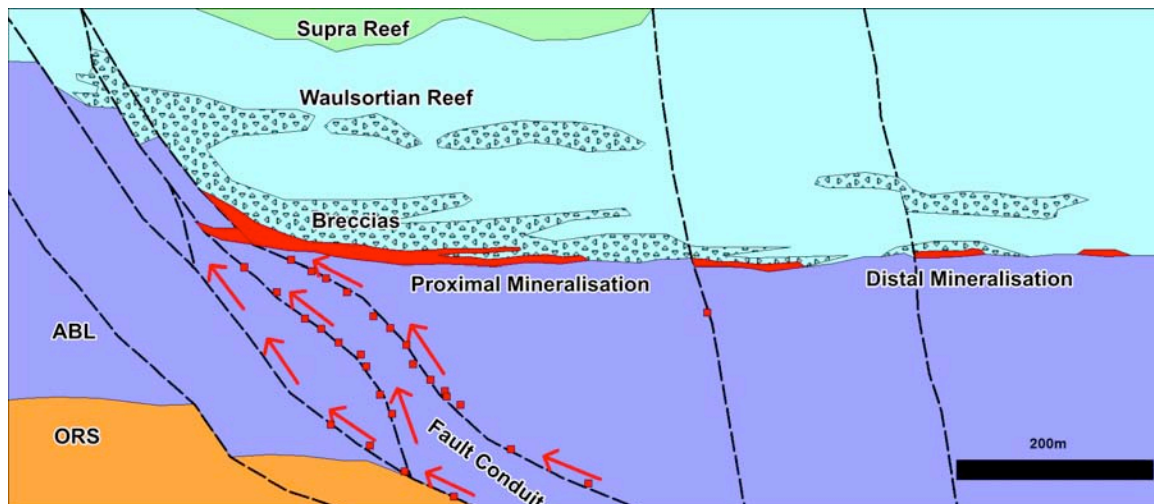 Supra Reef
Waulsortian Reef
Breccias
Proximal Mineralisation
Distal Mineralisation
ABL
ORS
Fault Conduit
200m